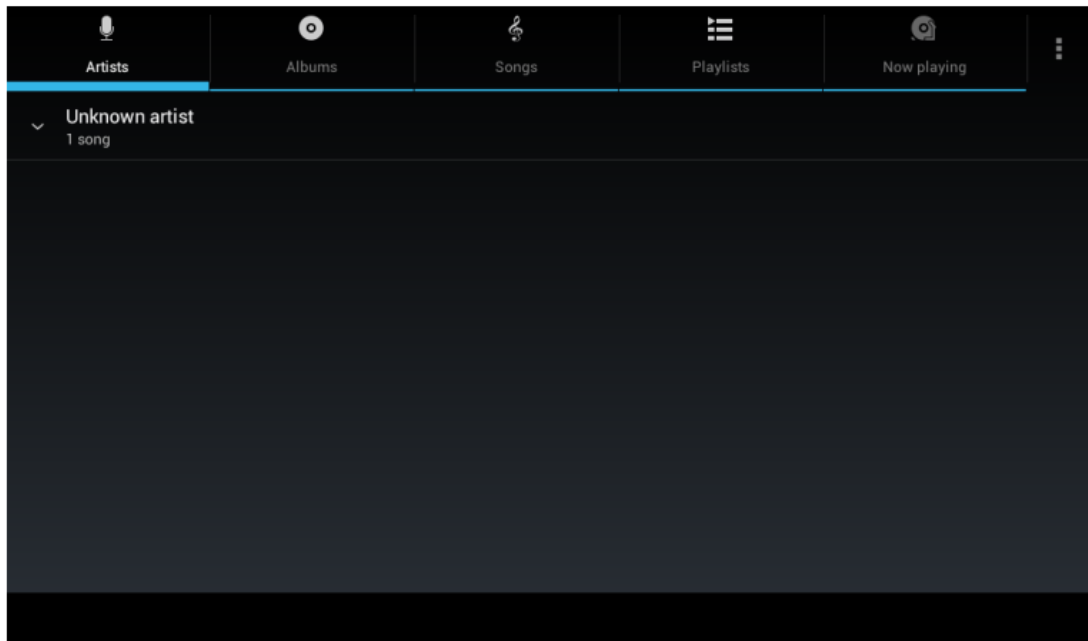 Artists
Albums
Songs
Playlists
Now playing
Unknown artist
1 song